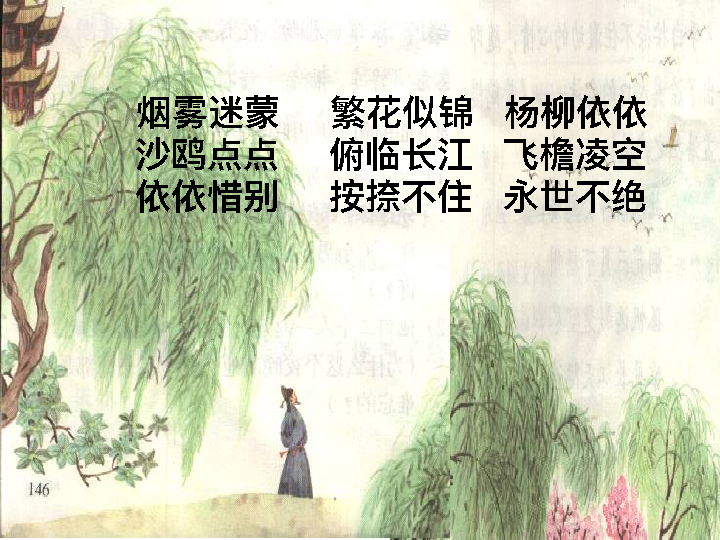 烟雾迷蒙 繁花似锦 杨柳依依
沙鸥点点 俯临长江 飞檐凌空
依依惜别 按捺不住 永世不绝
146